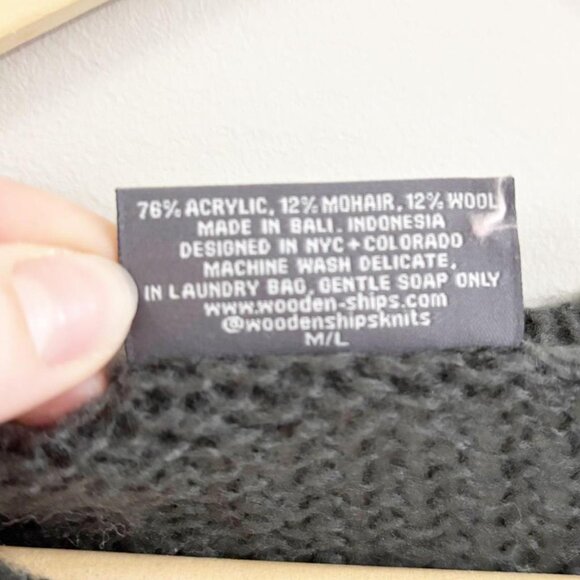 76% ACRYLIC, 12% MOHAIR, 12% WOOL
MADE IN BALI, INDONESIA
DESIGNED IN NYC + COLORADO
MACHINE WASH DELICATE,
IN LAUNDRY BAG, GENTLE SOAP ONLY
www.wooden-ships.com
@woodenshipsknits
M/L